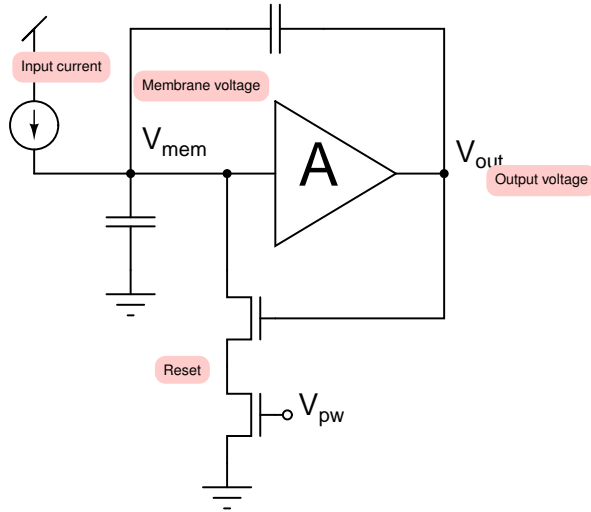 Input current
Membrane voltage
Vmem
A
Vout
Output voltage
Reset
Vpw